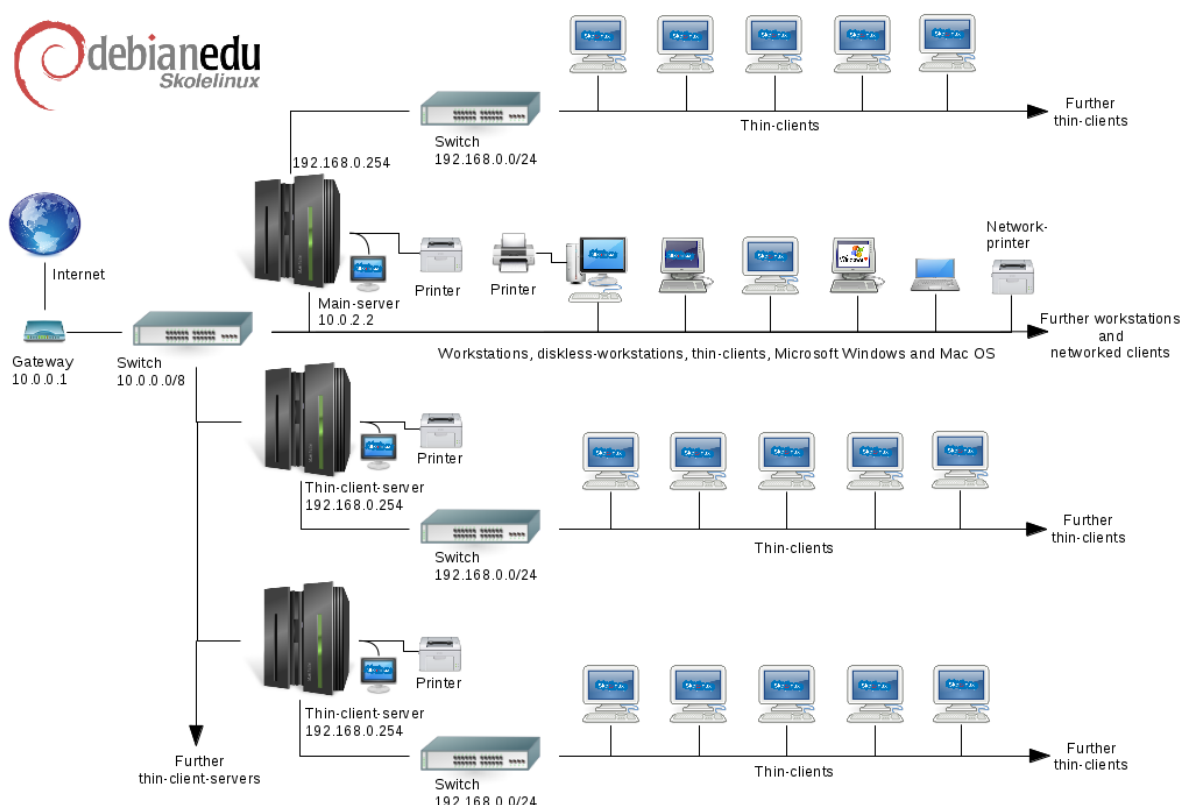 debianedu
Skolelinux
Further
thin-clients
Thin-clients
Switch
192.168.0.0/24
192.168.0.254
Internet
Printer
Printer
Network-
printer
Main-server
10.0.2.2
Gateway
10.0.0.1
Switch
10.0.0.0/8
Workstations, diskless-workstations, thin-clients, Microsoft Windows and Mac OS
Further workstations
and
networked clients
Printer
Thin-client-server
192.168.0.254
Switch
192.168.0.0/24
Thin-clients
Further
thin-clients
Printer
Thin-client-server
192.168.0.254
Further
thin-client-servers
Switch
192.168.0.0/24
Thin-clients
Further
thin-clients